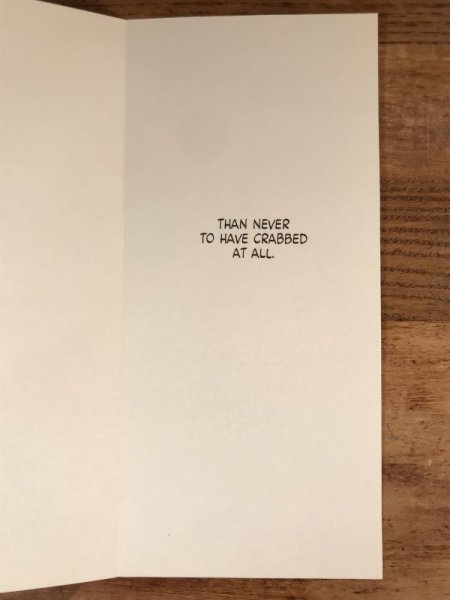 THAN NEVER
TO HAVE CRABBED
AT ALL.